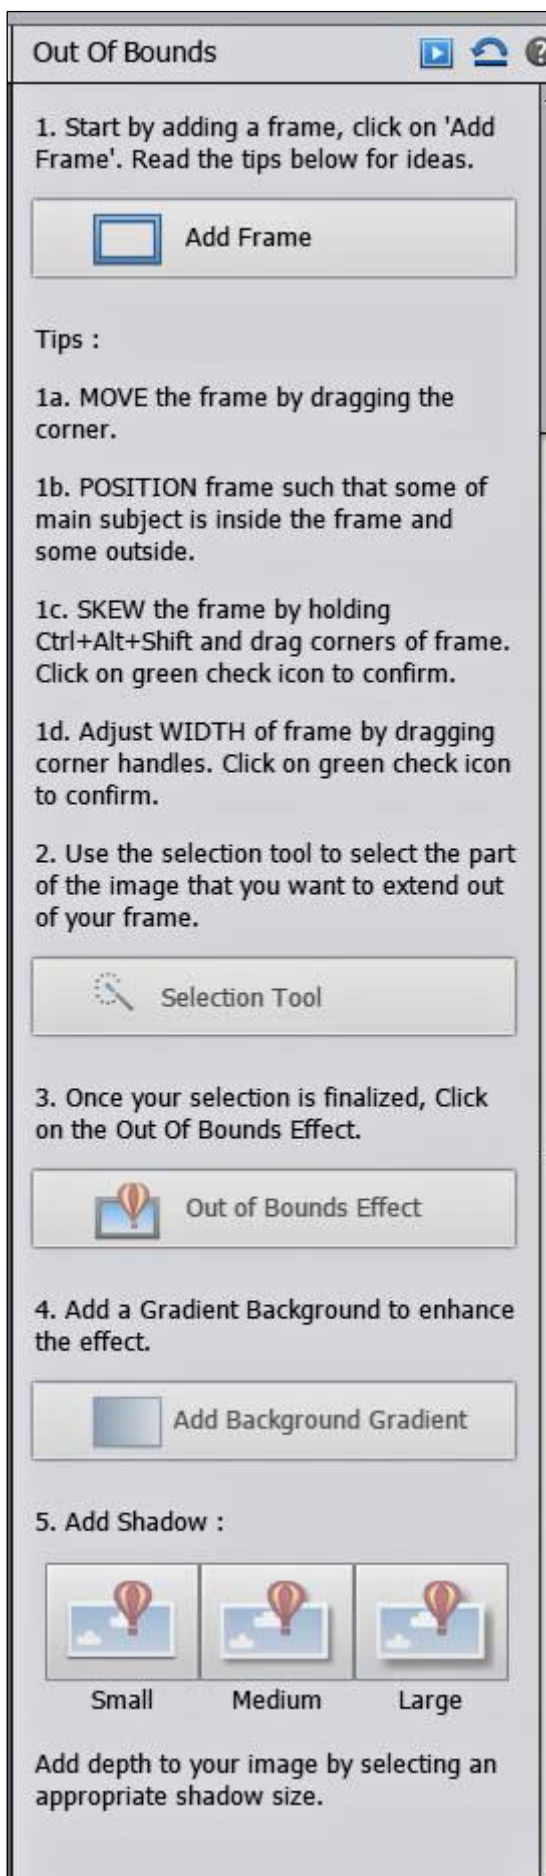 Out Of Bounds
1. Start by adding a frame, click on 'Add
Frame'. Read the tips below for ideas.
Add Frame
Tips :
1a. MOVE the frame by dragging the
corner.
1b. POSITION frame such that some of
main subject is inside the frame and
some outside.
1c. SKEW the frame by holding
Ctrl+Alt+Shift and drag corners of frame.
Click on green check icon to confirm.
1d. Adjust WIDTH of frame by dragging
corner handles. Click on green check icon
to confirm.
2. Use the selection tool to select the part
of the image that you want to extend out
of your frame.
Selection Tool
3. Once your selection is finalized, Click
on the Out Of Bounds Effect.
Out of Bounds Effect
4. Add a Gradient Background to enhance
the effect.
Add Background Gradient
5. Add Shadow :
Small Medium Large
Add depth to your image by selecting an
appropriate shadow size.